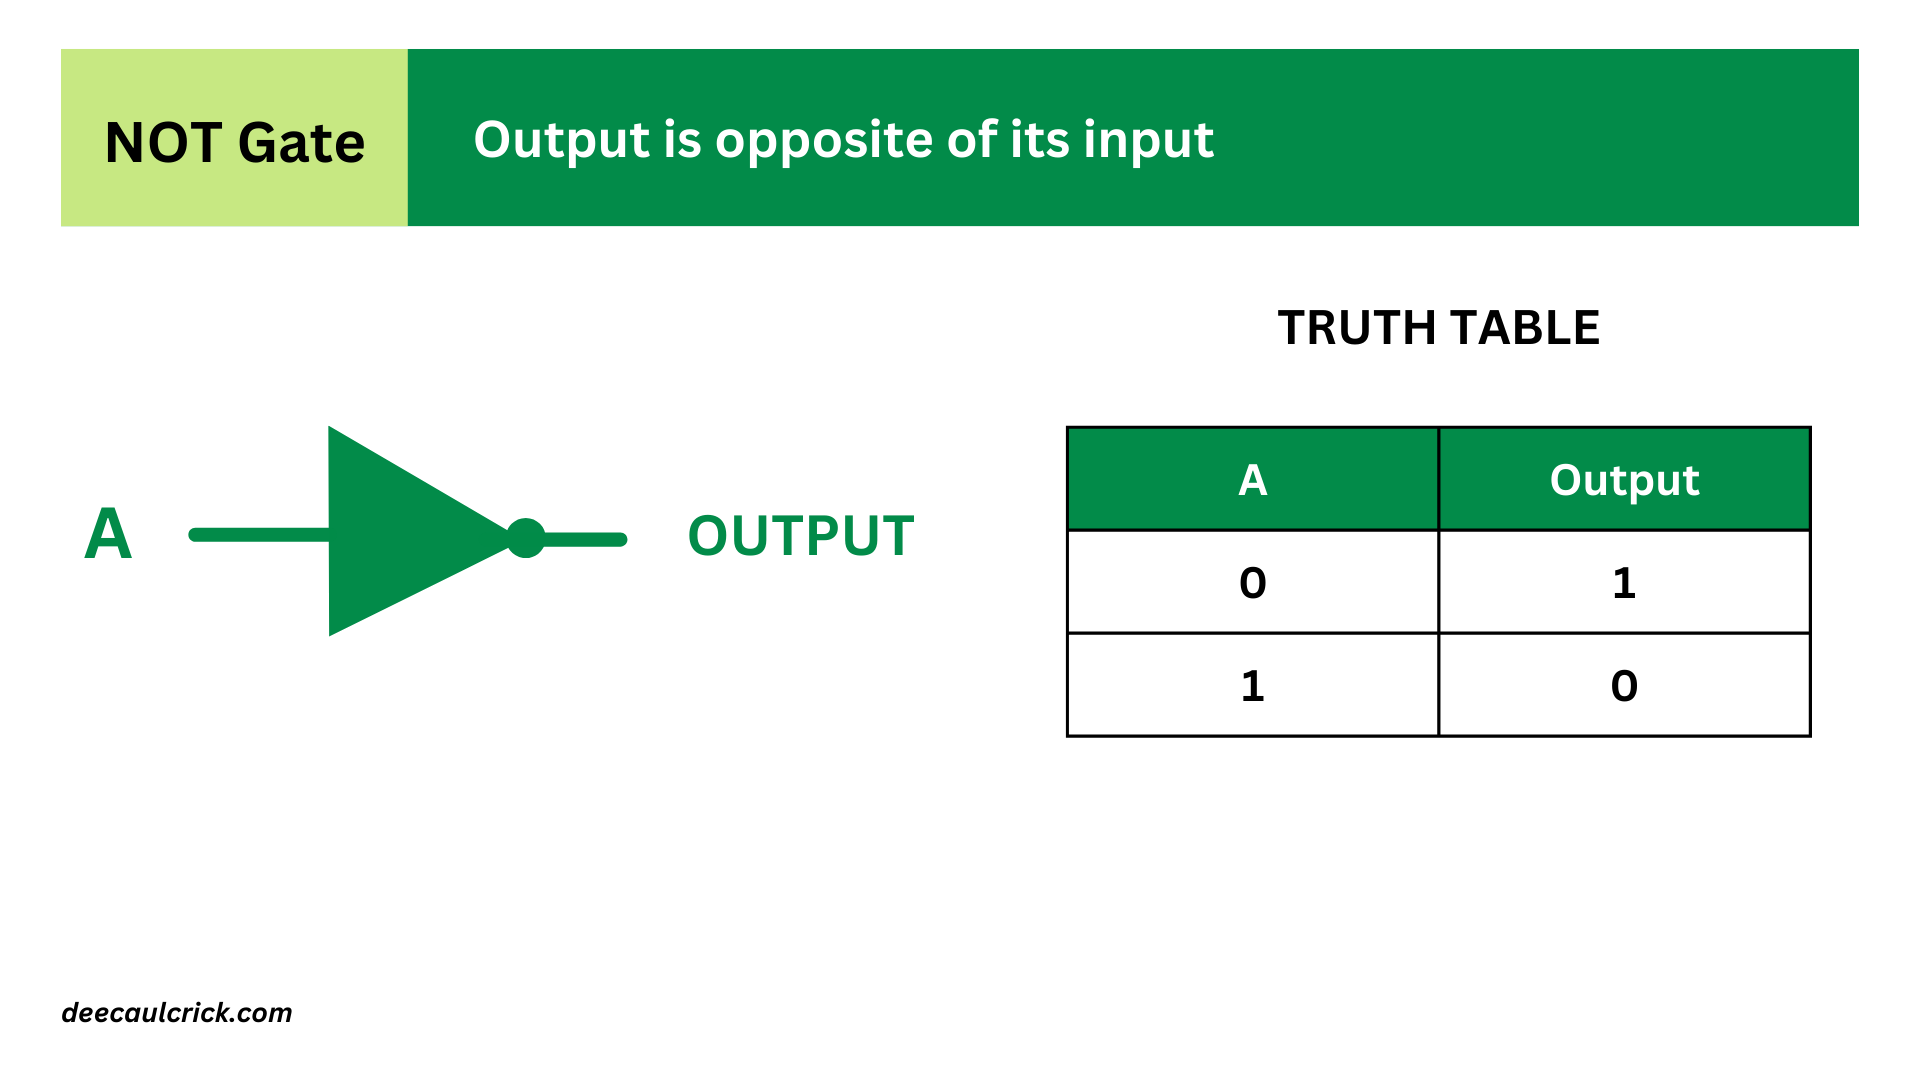 NOT Gate
Output is opposite of its input
TRUTH TABLE
A
OUTPUT
A Output
0 1
1 0
deecaulcrick.com